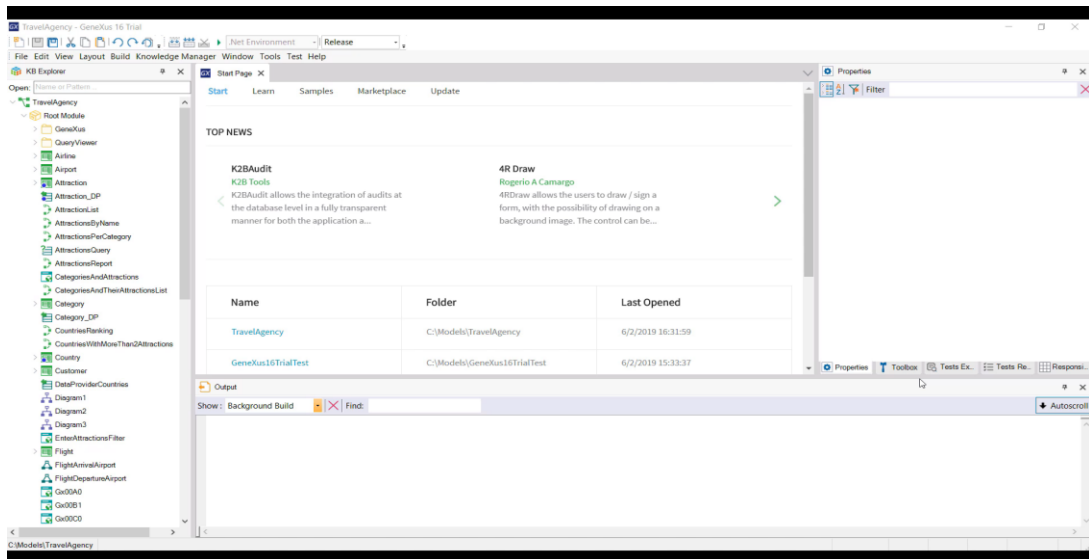 GX TravelAgency - GeneXus 16 Trial
.Net Environment Release
File Edit View Layout Build Knowledge Manager Window Tools Test Help
KB Explorer
Open: Name or Pattern...
TravelAgency
Root Module
GeneXus
QueryViewer
Airline
Airport
Attraction
Attraction_DP
AttractionList
AttractionsByName
AttractionsPerCategory
AttractionsQuery
AttractionsReport
CategoriesAndAttractions
CategoriesAndTheirAttractionsList
Category
Category_DP
CountriesRanking
CountriesWithMoreThan2Attractions
Country
Customer
DataProviderCountries
Diagram1
Diagram2
Diagram3
EnterAttractionsFilter
Flight
FlightArrivalAirport
FlightDepartureAirport
Gx00A0
Gx00B1
Gx00C0
C:\Models\TravelAgency
GX Start Page
Start Learn Samples Marketplace Update
TOP NEWS
K2BAudit
K2B Tools
K2BAudit allows the integration of audits at
the database level in a fully transparent
manner for both the application a...
4R Draw
Rogerio A Camargo
4RDraw allows the users to draw / sign a
form, with the possibility of drawing on a
background image. The control can be...
Name Folder Last Opened
TravelAgency C:\Models\TravelAgency 6/2/2019 16:31:59
GeneXus16TrialTest C:\Models\GeneXus16TrialTest 6/2/2019 15:33:37
Output
Show: Background Build Find:
Autoscroll
Properties
Filter
Properties Toolbox Tests Ex... Tests Re... Responsi...